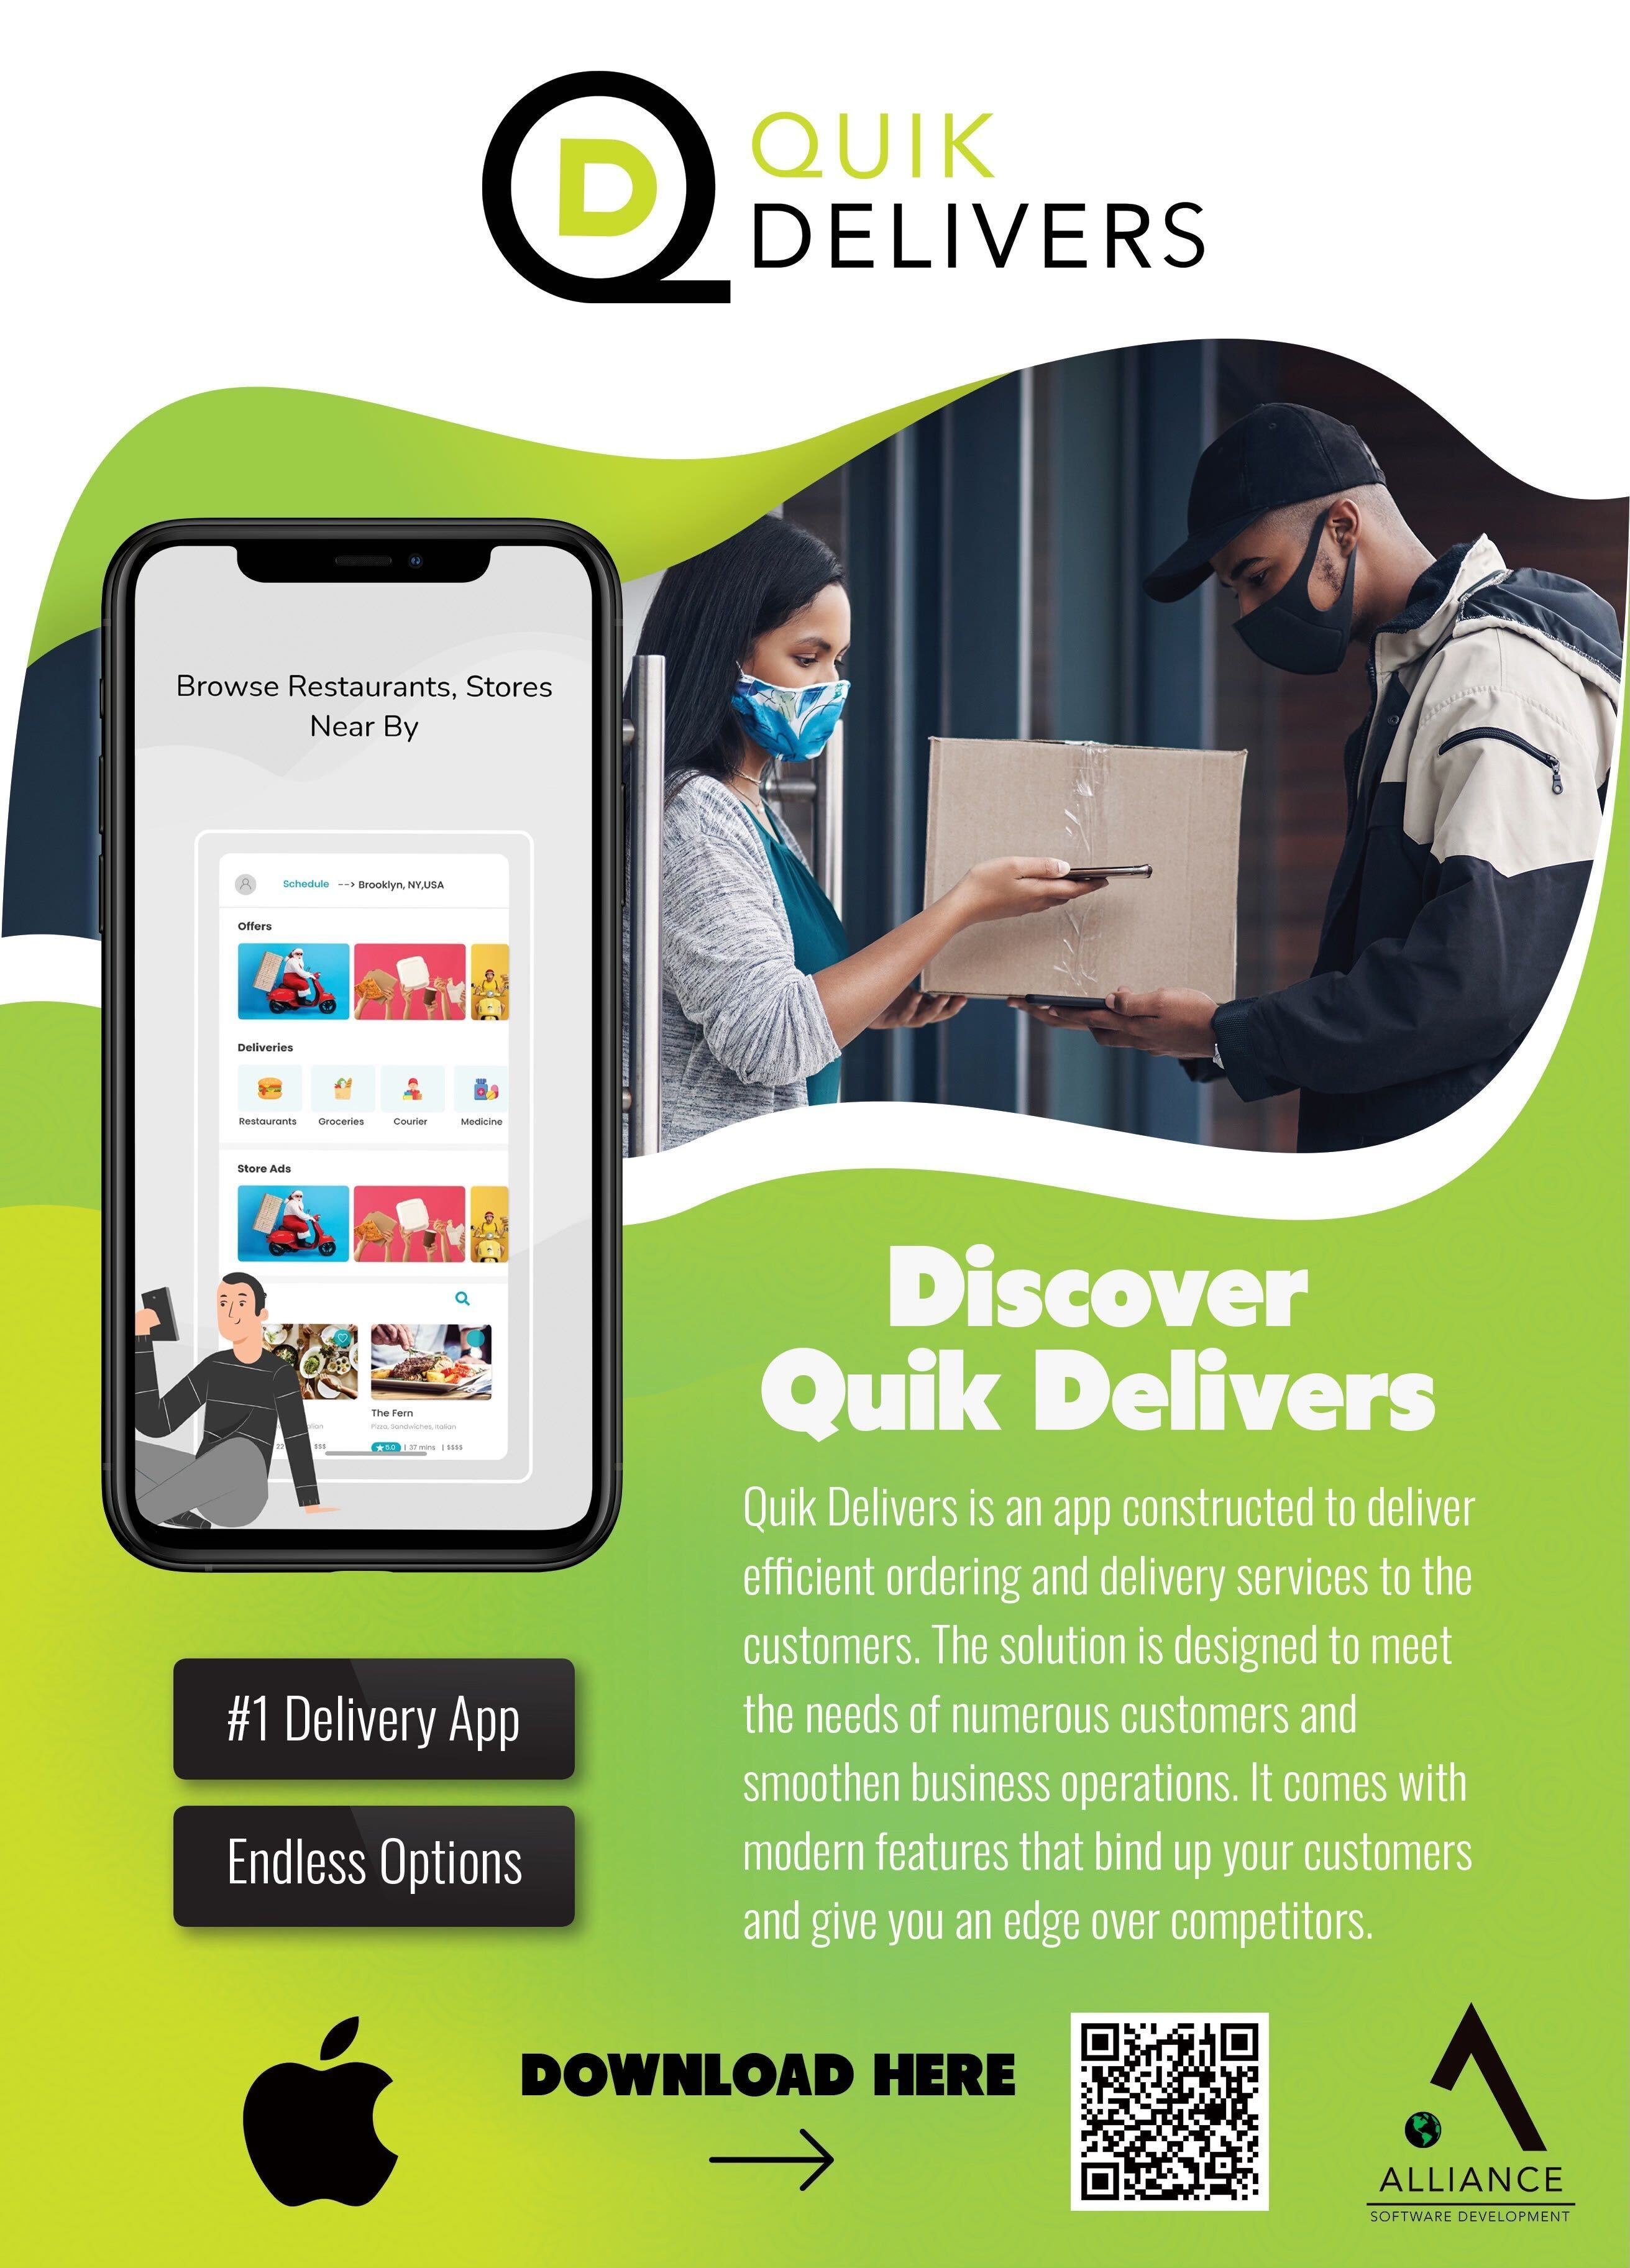 QUIK
DELIVERS
Browse Restaurants, Stores
Near By
Schedule --> Brooklyn, NY,USA
Offers
Deliveries
Restaurants Groceries Courier Medicine
Store Ads
The Fern
Pizza, Sandwiches, Italian
22 $$$ 5.0 | 37 mins | $$$$
Discover
Quik Delivers
Quik Delivers is an app constructed to deliver
efficient ordering and delivery services to the
customers. The solution is designed to meet
the needs of numerous customers and
smoothen business operations. It comes with
modern features that bind up your customers
and give you an edge over competitors.
#1 Delivery App
Endless Options
DOWNLOAD HERE
ALLIANCE
SOFTWARE DEVELOPMENT